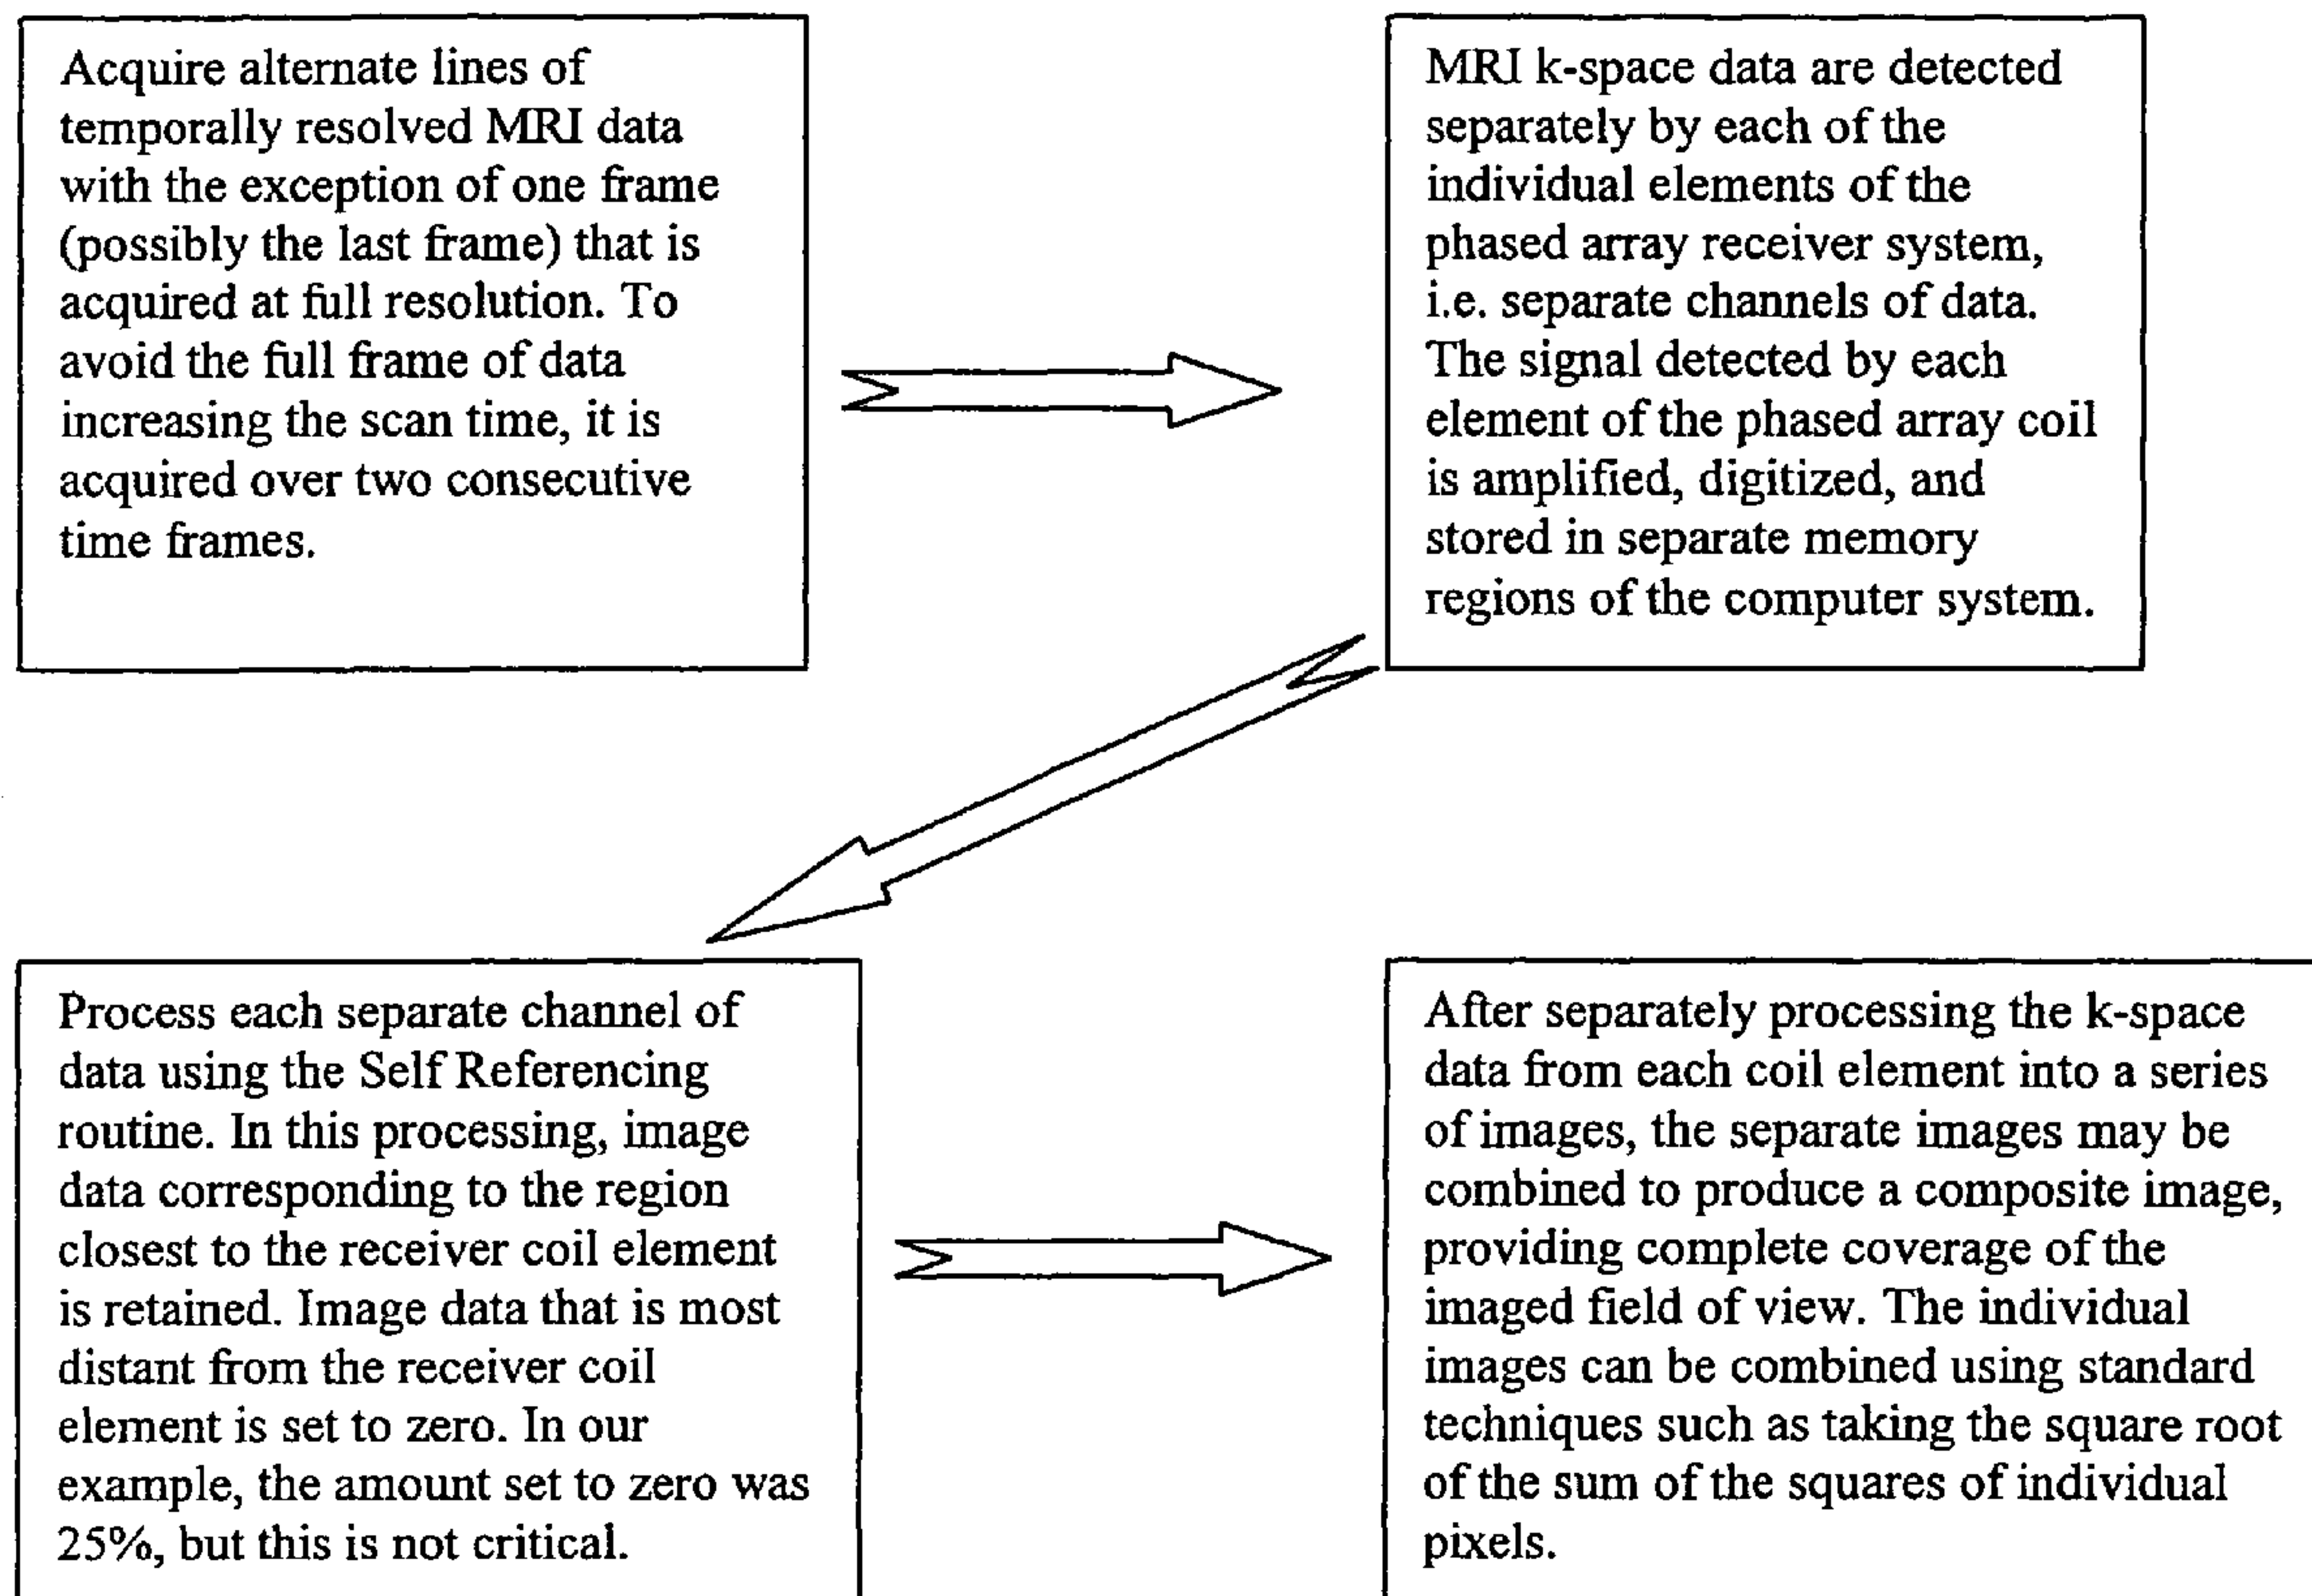 Acquire alternate lines of
temporally resolved MRI data
with the exception of one frame
(possibly the last frame) that is
acquired at full resolution. To
avoid the full frame of data
increasing the scan time, it is
acquired over two consecutive
time frames.
MRI k-space data are detected
separately by each of the
individual elements of the
phased array receiver system,
i.e. separate channels of data.
The signal detected by each
element of the phased array coil
is amplified, digitized, and
stored in separate memory
regions of the computer system.
Process each separate channel of
data using the Self Referencing
routine. In this processing, image
data corresponding to the region
closest to the receiver coil element
is retained. Image data that is most
distant from the receiver coil
element is set to zero. In our
example, the amount set to zero was
25%, but this is not critical.
After separately processing the k-space
data from each coil element into a series
of images, the separate images may be
combined to produce a composite image,
providing complete coverage of the
imaged field of view. The individual
images can be combined using standard
techniques such as taking the square root
of the sum of the squares of individual
pixels.